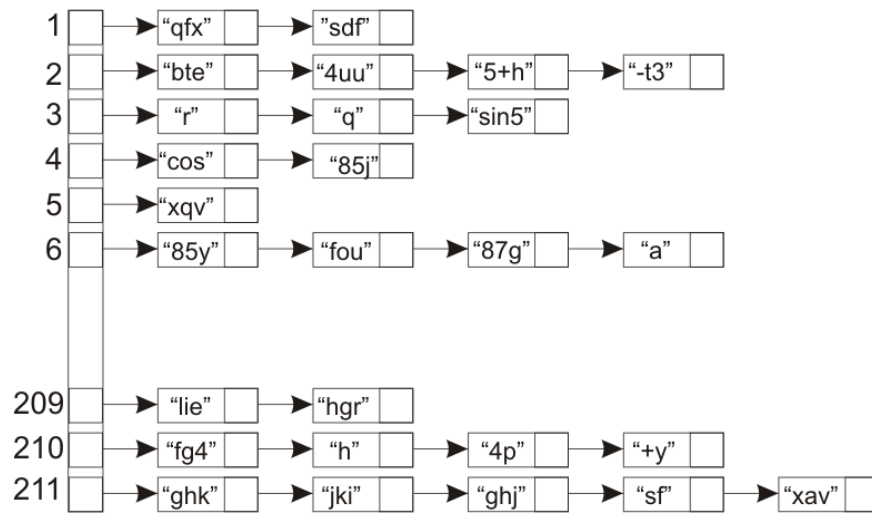 1 “qfx” ”sdf”
2 “bte” “4uu” “5+h” “-t3”
3 “r” “q” “sin5”
4 “cos” “85j”
5 “xqv”
6 “85y” “fou” “87g” “a”
209 “lie” “hgr”
210 “fg4” “h” “4p” “+y”
211 “ghk” “jki” “ghj” “sf” “xav”